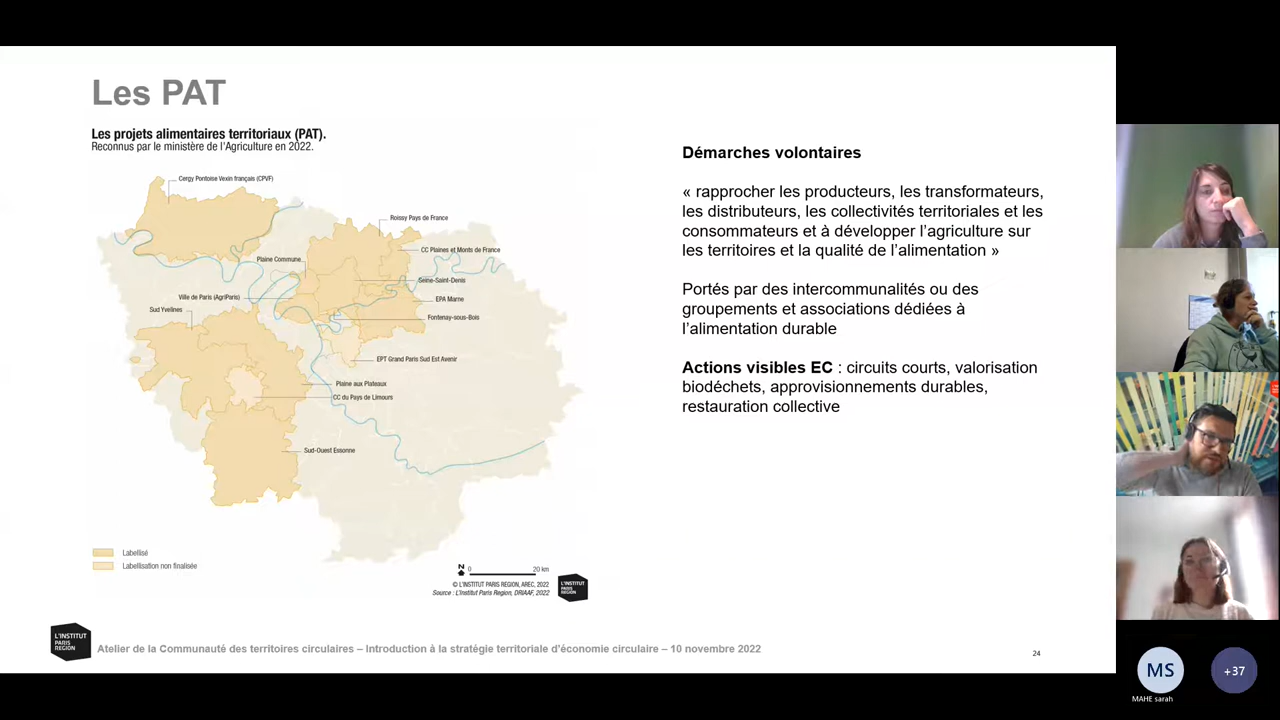 Les PAT
Les projets alimentaires territoriaux (PAT).
Reconnus par le ministère de l'Agriculture en 2022.
Cergy Pontoise Vexin français (CPVF)
Roissy Pays de France
CC Plaines et Monts de France
Plaine Commune
Seine-Saint-Denis
Ville de Paris (AgriParis)
EPA Marne
Sud Yvelines
Fontenay-sous-Bois
EPT Grand Paris Sud Est Avenir
Plaine aux Plateaux
CC du Pays de Limours
Sud-Ouest Essonne
Labellisé
Labellisation non finalisée
N
0 20 km
© L'INSTITUT PARIS REGION, AREC, 2022
Source : L'Institut Paris Region, DRIAAF, 2022
L'INSTITUT
PARIS
REGION
Démarches volontaires
« rapprocher les producteurs, les transformateurs,
les distributeurs, les collectivités territoriales et les
consommateurs et à développer l'agriculture sur
les territoires et la qualité de l'alimentation »
Portés par des intercommunalités ou des
groupements et associations dédiées à
l'alimentation durable
Actions visibles EC : circuits courts, valorisation
biodéchets, approvisionnements durables,
restauration collective
L'INSTITUT
PARIS
REGION
Atelier de la Communauté des territoires circulaires – Introduction à la stratégie territoriale d'économie circulaire – 10 novembre 2022
24
MS
MAHE sarah
+37